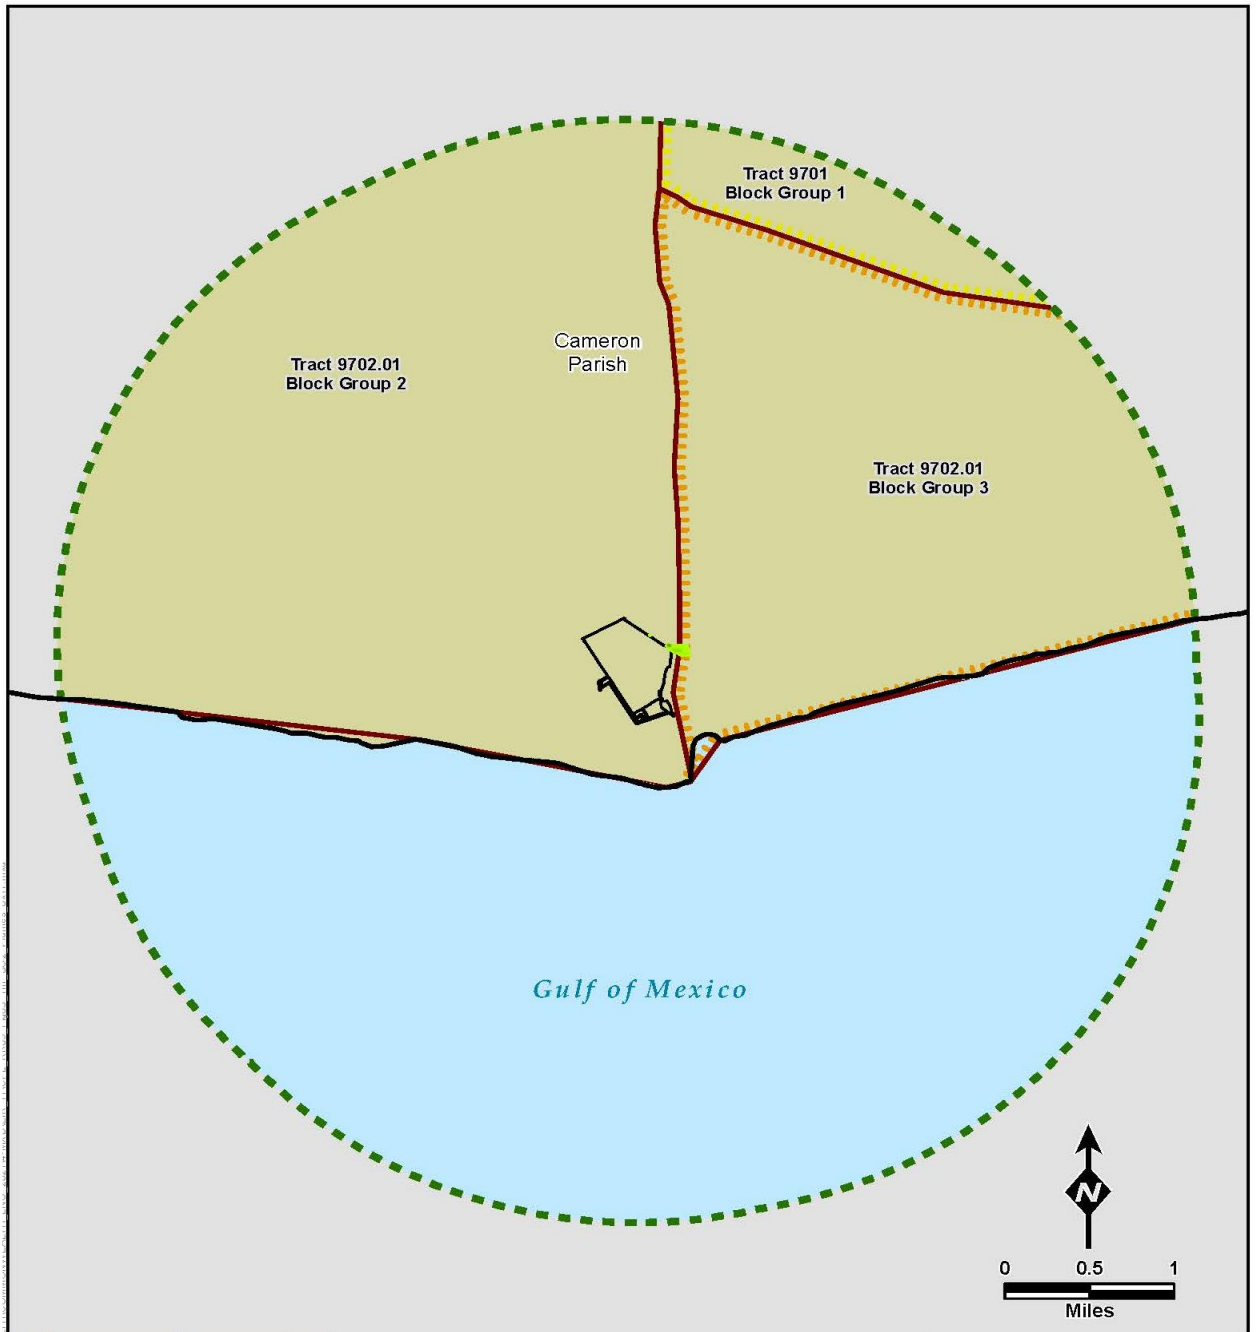 Tract 9701
Block Group 1
Cameron
Parish
Tract 9702.01
Block Group 2
Tract 9702.01
Block Group 3
Gulf of Mexico
N
0 0.5 1
Miles